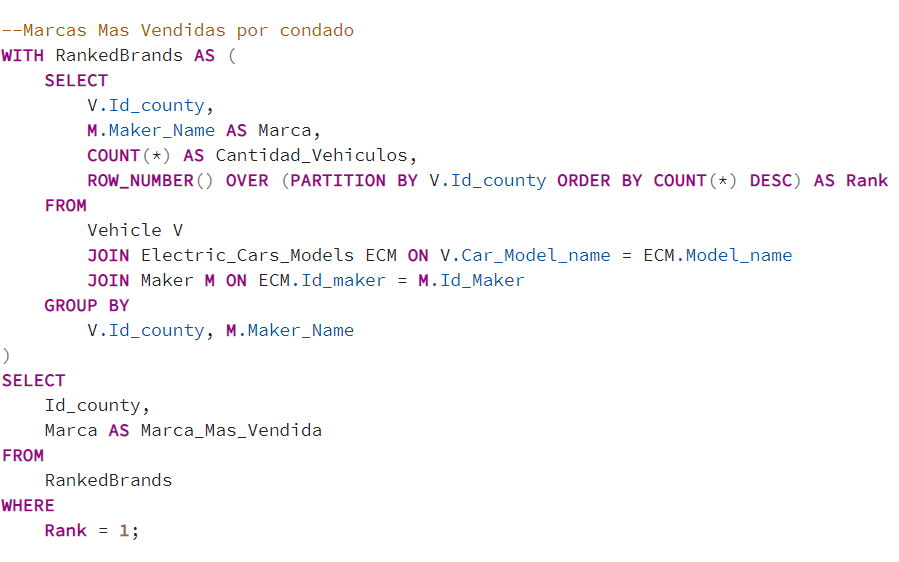 --Marcas Mas Vendidas por condado
WITH RankedBrands AS (
    SELECT
        V.Id_county,
        M.Maker_Name AS Marca,
        COUNT(*) AS Cantidad_Vehiculos,
        ROW_NUMBER() OVER (PARTITION BY V.Id_county ORDER BY COUNT(*) DESC) AS Rank
    FROM
        Vehicle V
        JOIN Electric_Cars_Models ECM ON V.Car_Model_name = ECM.Model_name
        JOIN Maker M ON ECM.Id_maker = M.Id_Maker
    GROUP BY
        V.Id_county, M.Maker_Name
)
SELECT
    Id_county,
    Marca AS Marca_Mas_Vendida
FROM
    RankedBrands
WHERE
    Rank = 1;